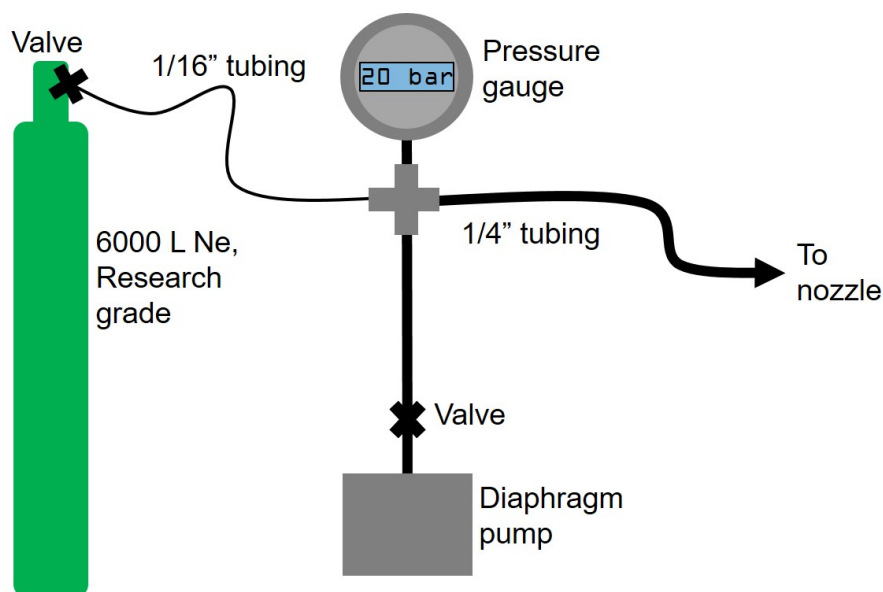 Valve
1/16” tubing
20 bar
Pressure
gauge
6000 L Ne,
Research
grade
1/4” tubing
To
nozzle
Valve
Diaphragm
pump